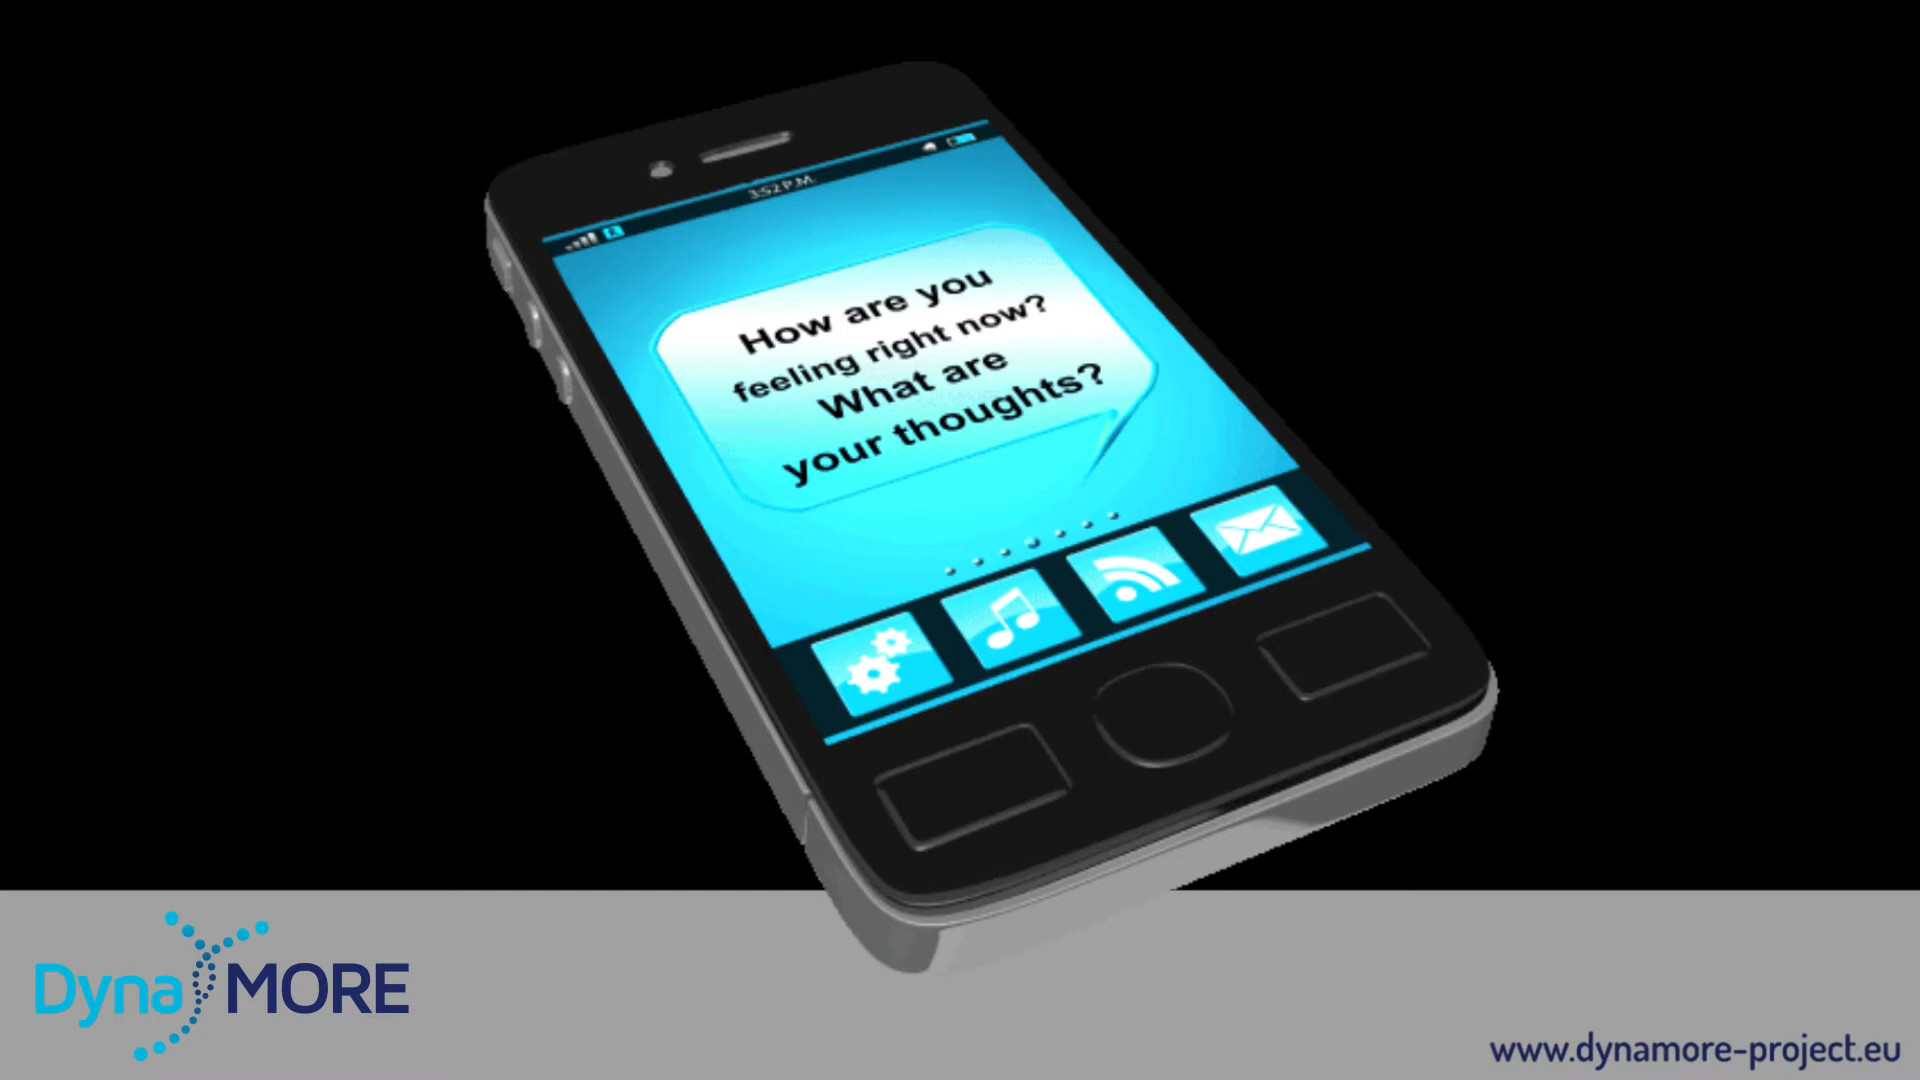 3:52 P.M.
How are you
feeling right now?
What are
your thoughts?
DynaMORE
www.dynamore-project.eu